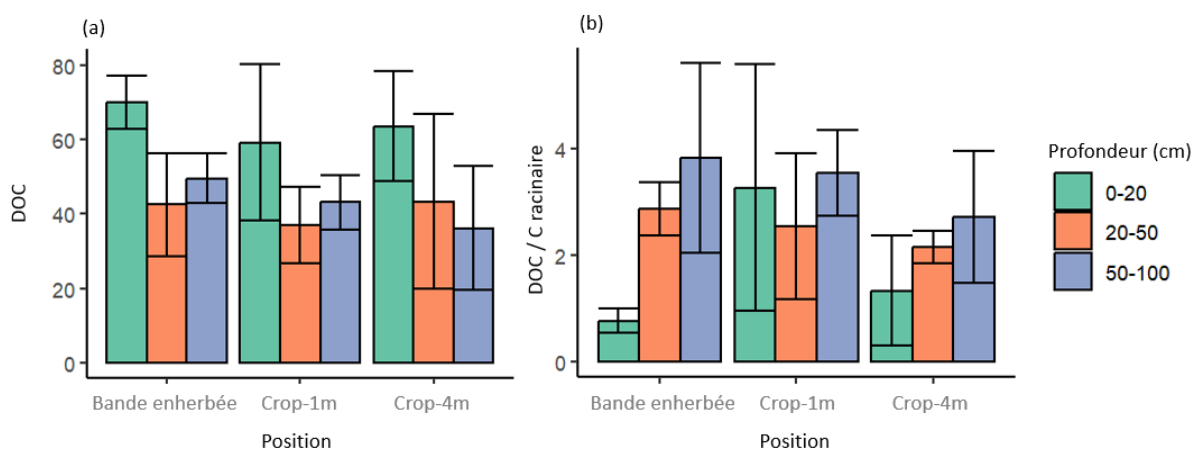 (a)
(b)
80
60
40
20
0
DOC
Bande enherbée
Crop-1m
Crop-4m
Position
4
2
0
DOC / C racinaire
Bande enherbée
Crop-1m
Crop-4m
Position
Profondeur (cm)
0-20
20-50
50-100